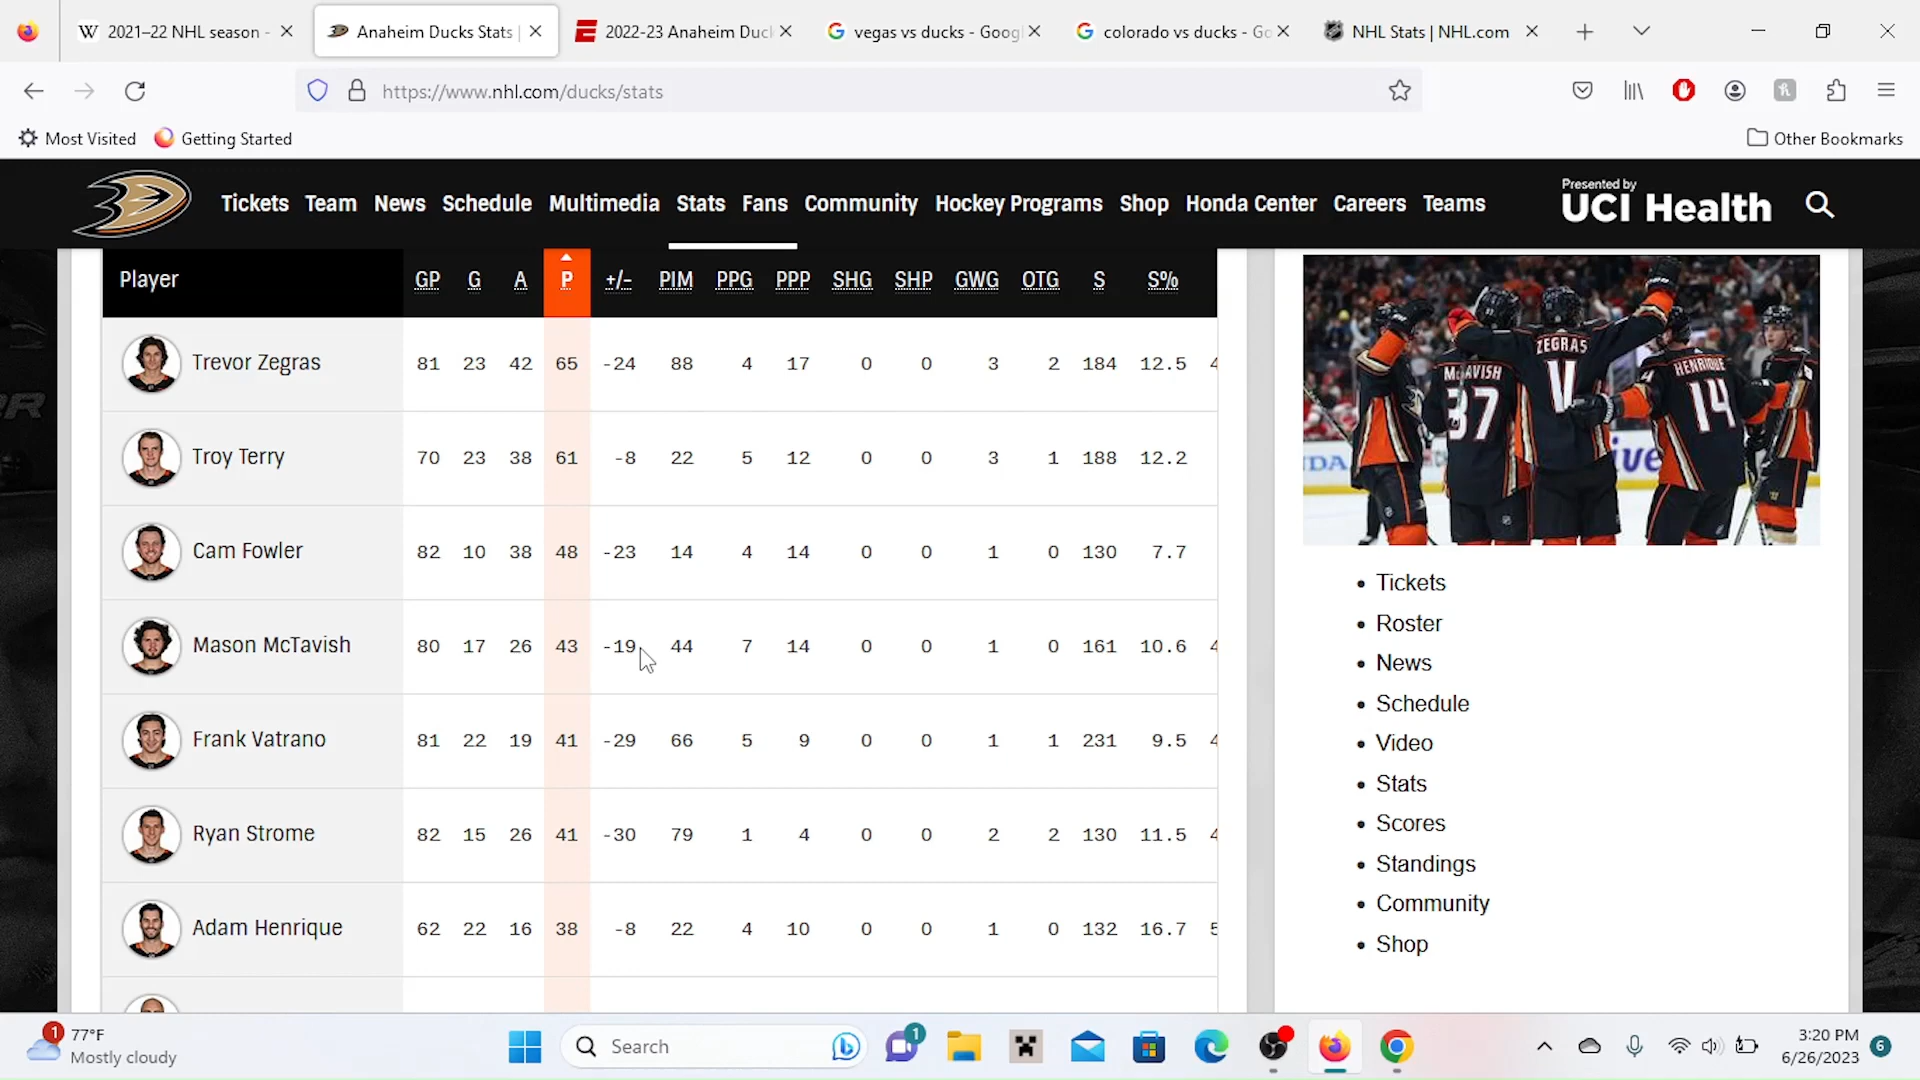 2021–22 NHL season -
Anaheim Ducks Stats |
2022-23 Anaheim Duc
vegas vs ducks - Goog
colorado vs ducks - Go
NHL Stats | NHL.com
https://www.nhl.com/ducks/stats
Most Visited
Getting Started
Other Bookmarks
Tickets Team News Schedule Multimedia Stats Fans Community Hockey Programs Shop Honda Center Careers Teams
Presented by
UCI Health
Player GP G A P +/- PIM PPG PPP SHG SHP GWG OTG S S%
Trevor Zegras 81 23 42 65 -24 88 4 17 0 0 3 2 184 12.5 4
Troy Terry 70 23 38 61 -8 22 5 12 0 0 3 1 188 12.2
Cam Fowler 82 10 38 48 -23 14 4 14 0 0 1 0 130 7.7
Mason McTavish 80 17 26 43 -19 44 7 14 0 0 1 0 161 10.6 4
Frank Vatrano 81 22 19 41 -29 66 5 9 0 0 1 1 231 9.5 4
Ryan Strome 82 15 26 41 -30 79 1 4 0 0 2 2 130 11.5 4
Adam Henrique 62 22 16 38 -8 22 4 10 0 0 1 0 132 16.7 5
McTAVISH
37
ZEGRAS
HENRIQUE
14
Tickets
Roster
News
Schedule
Video
Stats
Scores
Standings
Community
Shop
1
77°F
Mostly cloudy
Search
1
3:20 PM
6/26/2023
6